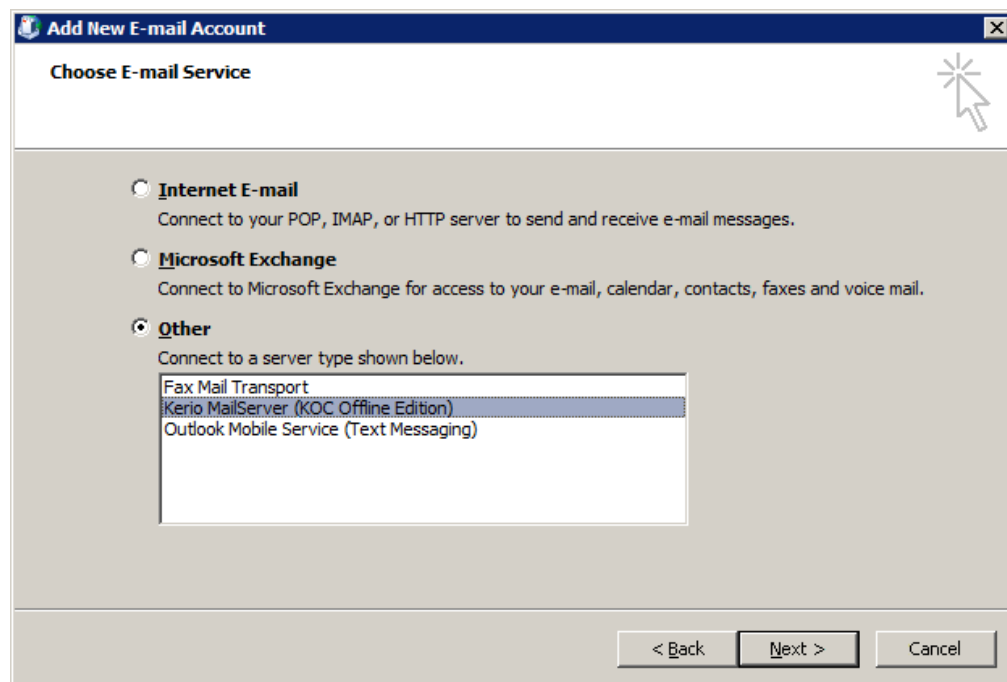 Add New E-mail Account
Choose E-mail Service
Internet E-mail
Connect to your POP, IMAP, or HTTP server to send and receive e-mail messages.
Microsoft Exchange
Connect to Microsoft Exchange for access to your e-mail, calendar, contacts, faxes and voice mail.
Other
Connect to a server type shown below.
Fax Mail Transport
Kerio MailServer (KOC Offline Edition)
Outlook Mobile Service (Text Messaging)
< Back Next > Cancel